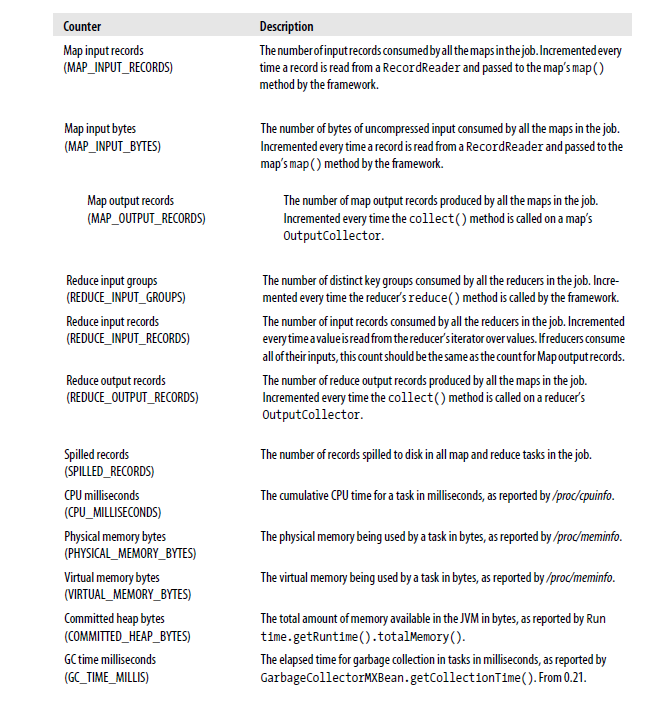 Counter Description
Map input records The number of input records consumed by all the maps in the job. Incremented every
(MAP_INPUT_RECORDS) time a record is read from a RecordReader and passed to the map's map()
method by the framework.
Map input bytes The number of bytes of uncompressed input consumed by all the maps in the job.
(MAP_INPUT_BYTES) Incremented every time a record is read from a RecordReader and passed to the
map's map() method by the framework.
Map output records The number of map output records produced by all the maps in the job.
(MAP_OUTPUT_RECORDS) Incremented every time the collect() method is called on a map's
OutputCollector.
Reduce input groups The number of distinct key groups consumed by all the reducers in the job. Incre-
(REDUCE_INPUT_GROUPS) mented every time the reducer's reduce() method is called by the framework.
Reduce input records The number of input records consumed by all the reducers in the job. Incremented
(REDUCE_INPUT_RECORDS) every time a value is read from the reducer's iterator over values. If reducers consume
all of their inputs, this count should be the same as the count for Map output records.
Reduce output records The number of reduce output records produced by all the maps in the job.
(REDUCE_OUTPUT_RECORDS) Incremented every time the collect() method is called on a reducer's
OutputCollector.
Spilled records The number of records spilled to disk in all map and reduce tasks in the job.
(SPILLED_RECORDS)
CPU milliseconds The cumulative CPU time for a task in milliseconds, as reported by /proc/cpuinfo.
(CPU_MILLISECONDS)
Physical memory bytes The physical memory being used by a task in bytes, as reported by /proc/meminfo.
(PHYSICAL_MEMORY_BYTES)
Virtual memory bytes The virtual memory being used by a task in bytes, as reported by /proc/meminfo.
(VIRTUAL_MEMORY_BYTES)
Committed heap bytes The total amount of memory available in the JVM in bytes, as reported by Run
(COMMITTED_HEAP_BYTES) time.getRuntime().totalMemory().
GC time milliseconds The elapsed time for garbage collection in tasks in milliseconds, as reported by
(GC_TIME_MILLIS) GarbageCollectorMXBean.getCollectionTime(). From 0.21.